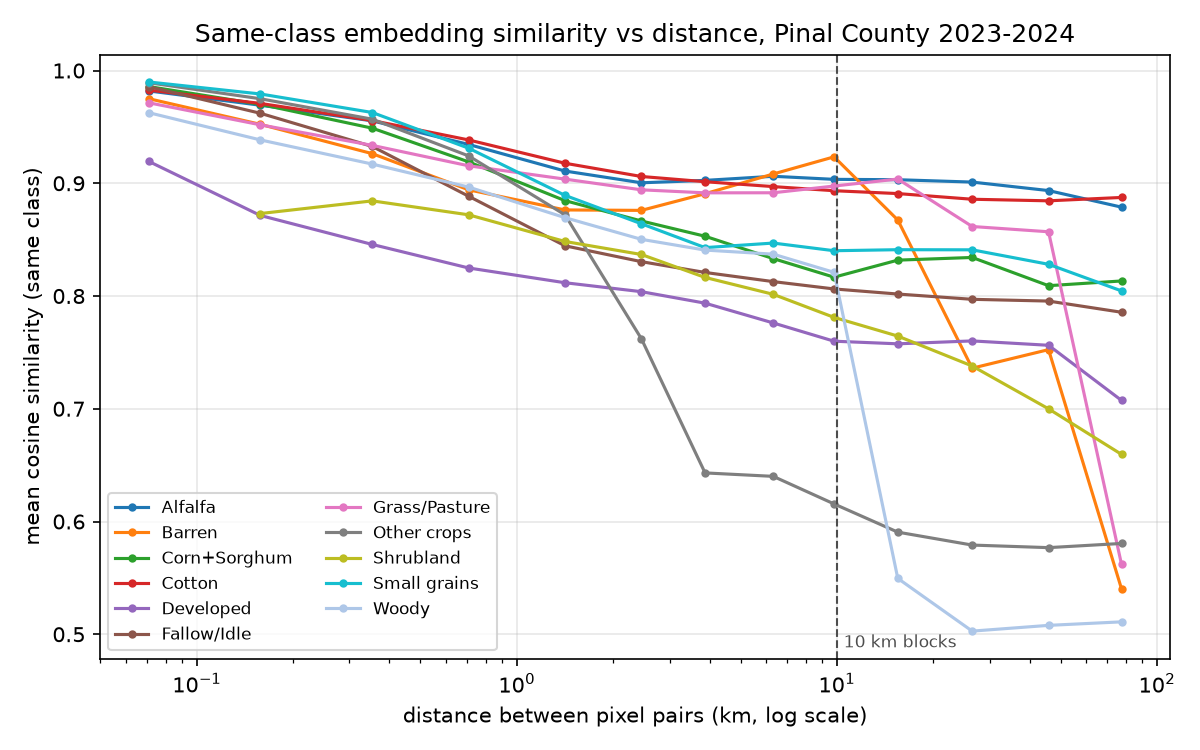 Same-class embedding similarity vs distance, Pinal County 2023-2024
mean cosine similarity (same class)
1.0
0.9
0.8
0.7
0.6
0.5
Alfalfa
Barren
Corn+Sorghum
Cotton
Developed
Fallow/Idle
Grass/Pasture
Other crops
Shrubland
Small grains
Woody
10 km blocks
10⁻¹
10⁰
10¹
10²
distance between pixel pairs (km, log scale)